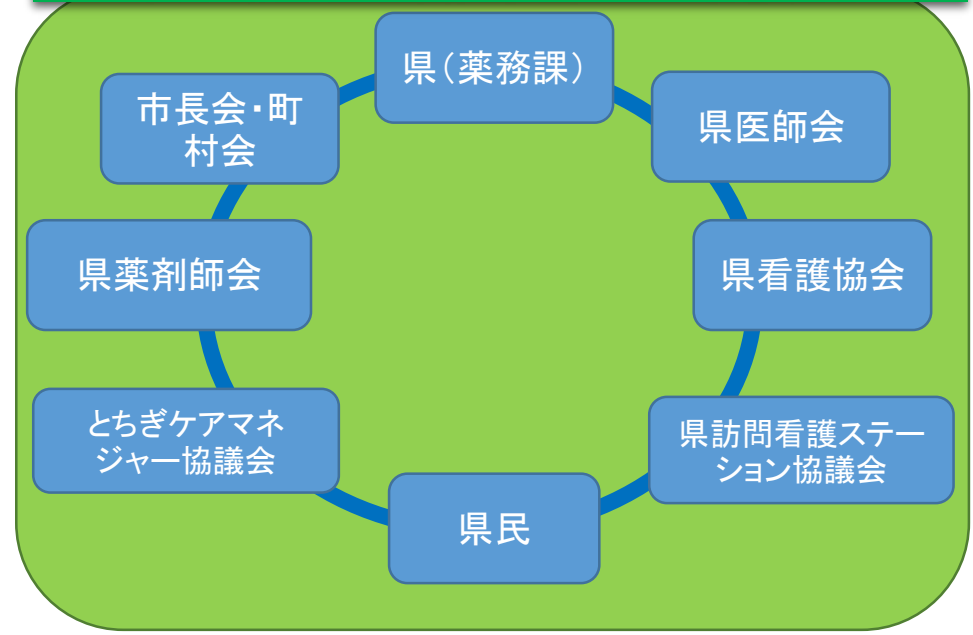 県（薬務課）
県医師会
県看護協会
県訪問看護ステー
ション協議会
県民
とちぎケアマネ
ジャー協議会
県薬剤師会
市長会・町
村会